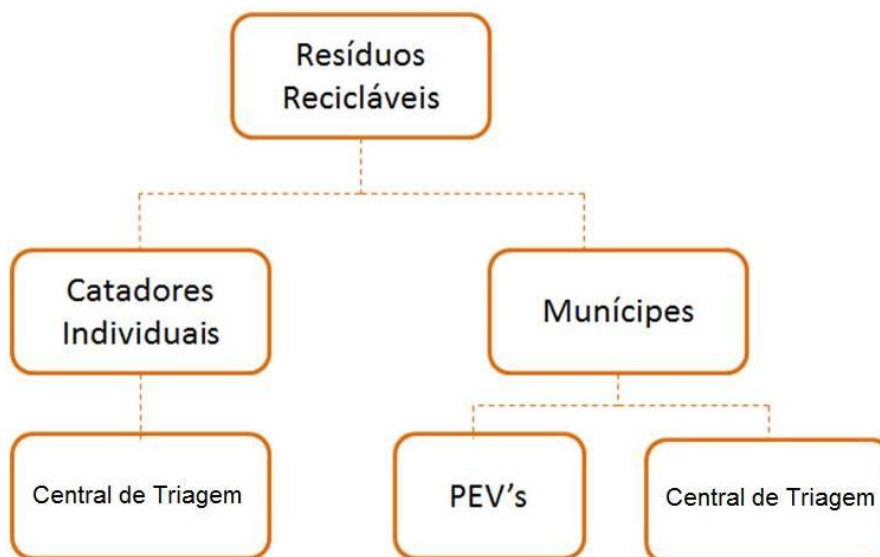 Resíduos
Recicláveis
Catadores
Individuais
Munícipes
Central de Triagem
PEV's
Central de Triagem